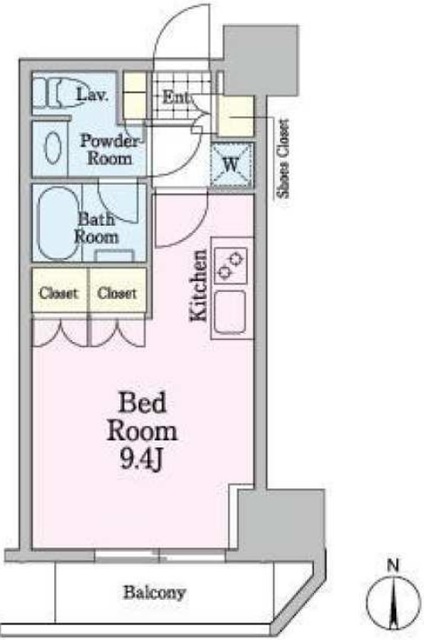 Lav.
Ent.
Powder
Room
W
Shoes Closet
Bath
Room
Closet
Closet
Kitchen
Bed
Room
9.4J
Balcony
N